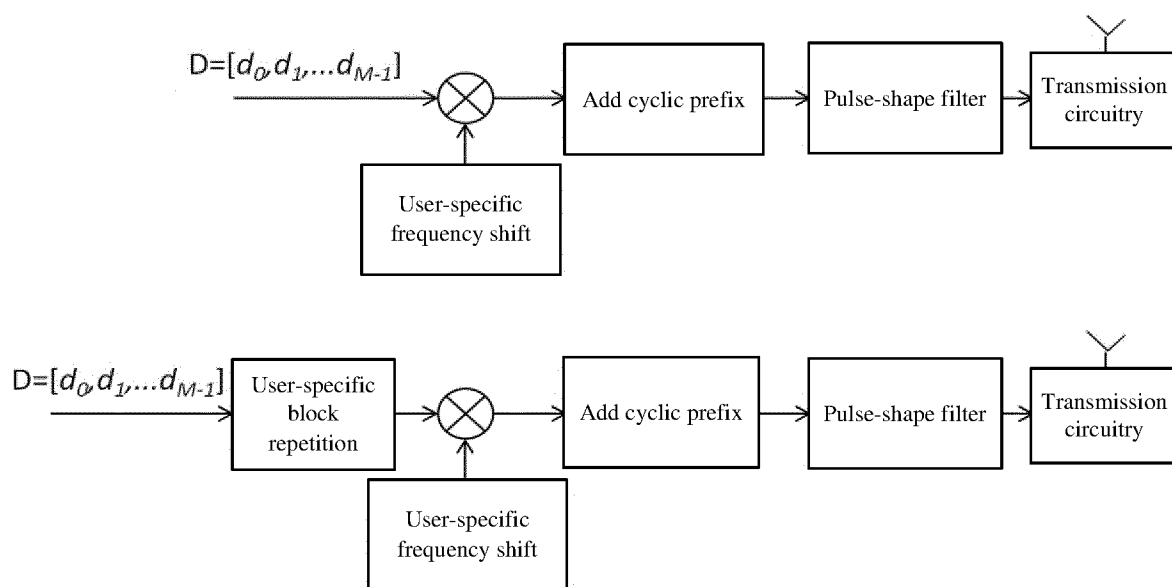 D=[d0,d1,...dM-1]
Add cyclic prefix
Pulse-shape filter
Transmission
circuitry
User-specific
frequency shift
D=[d0,d1,...dM-1]
User-specific
block
repetition
Add cyclic prefix
Pulse-shape filter
Transmission
circuitry
User-specific
frequency shift